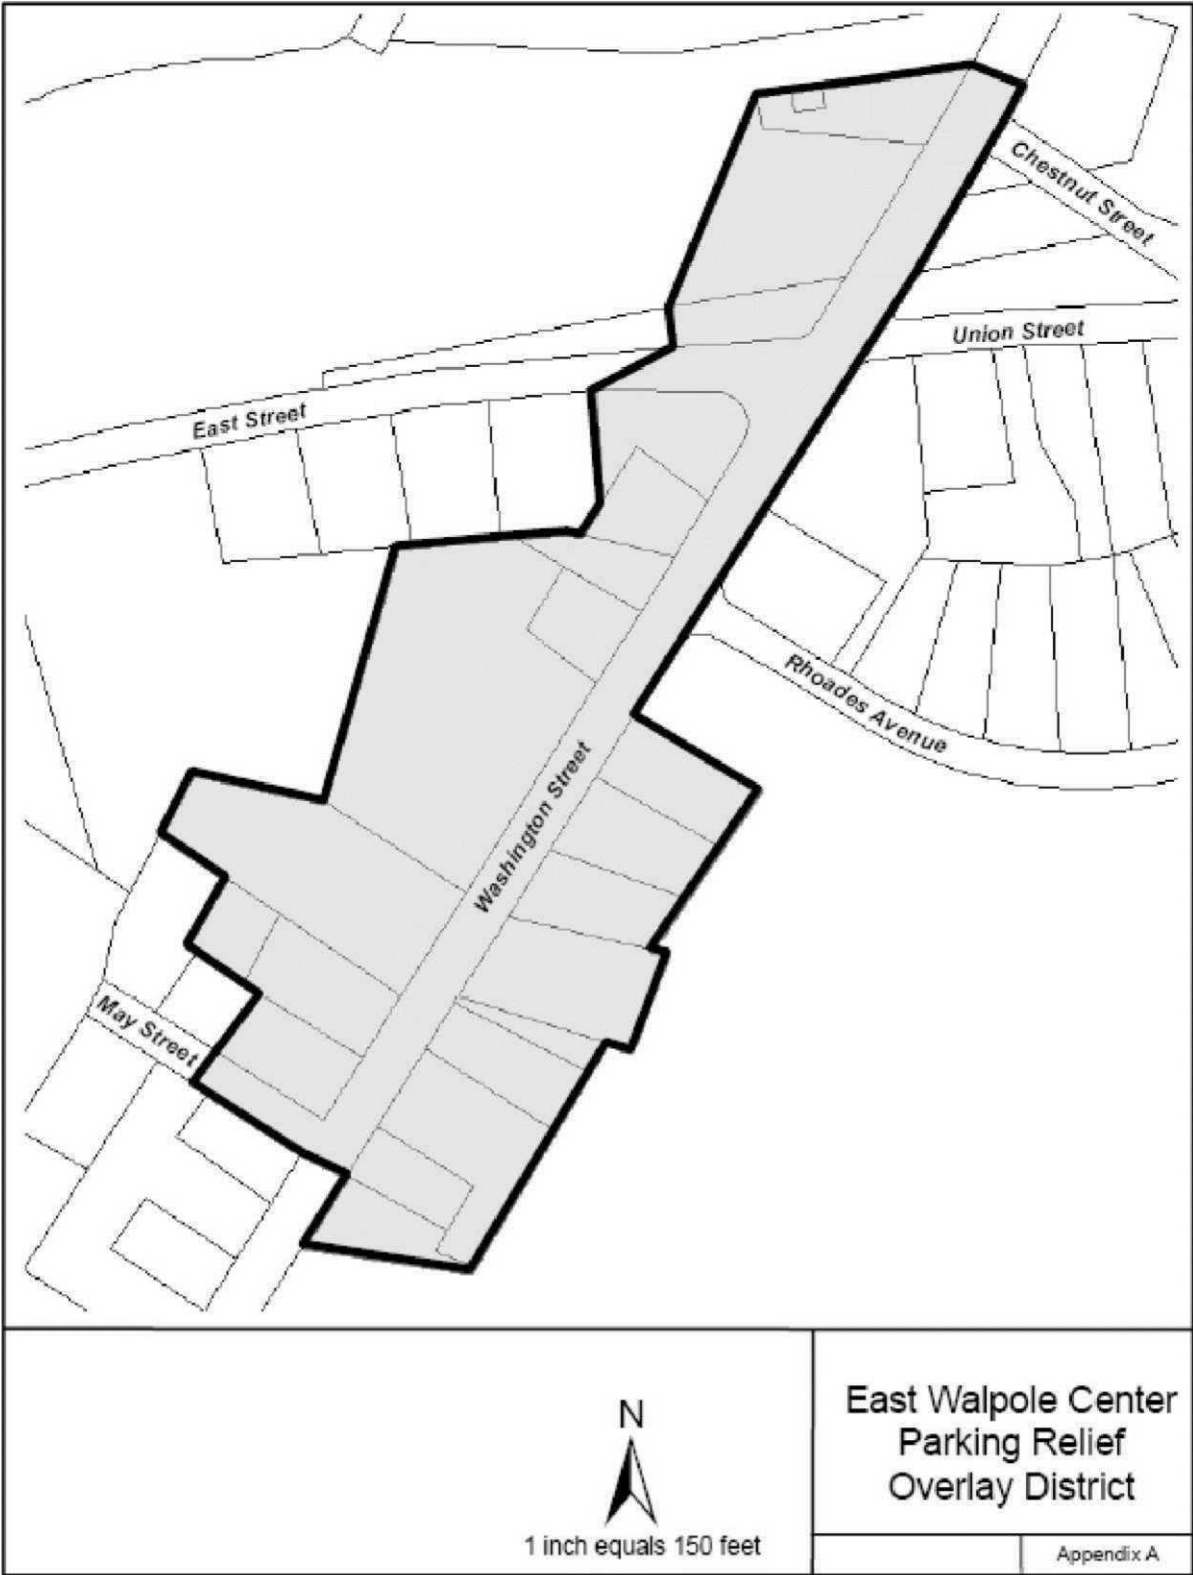 Chestnut Street
Union Street
East Street
Rhoades Avenue
Washington Street
May Street
N
1 inch equals 150 feet
East Walpole Center
Parking Relief
Overlay District
Appendix A